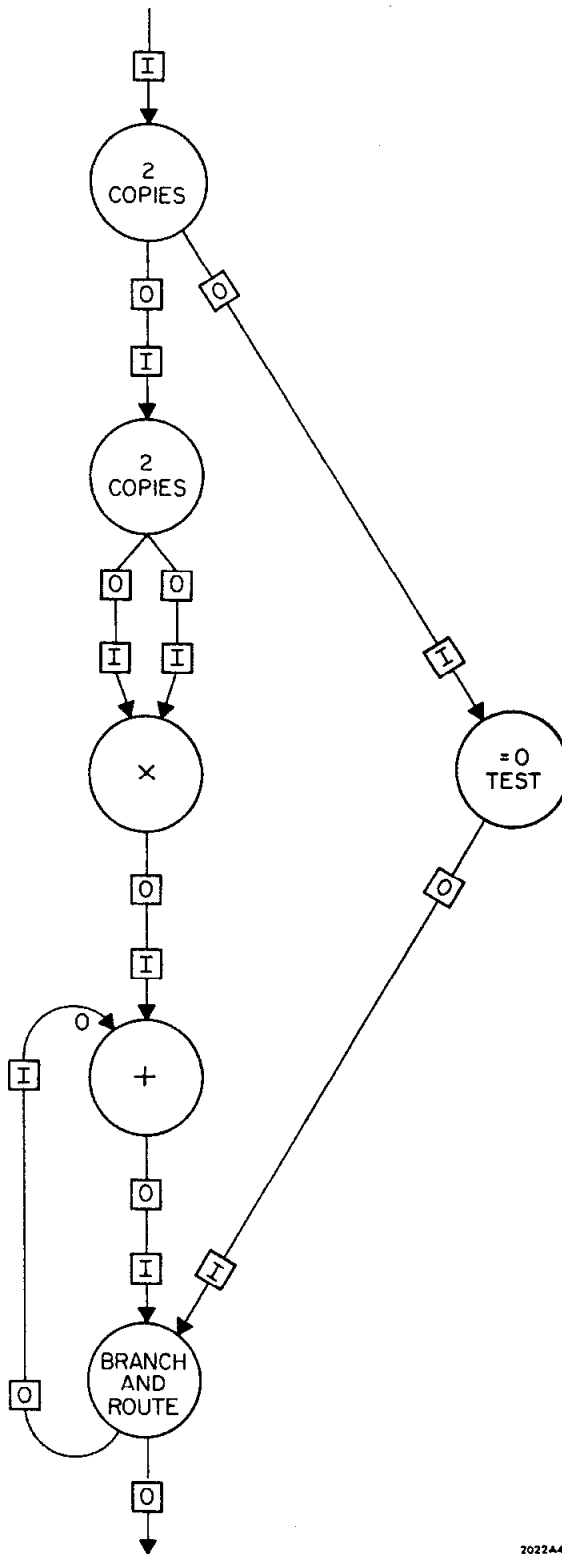 I
2
COPIES
O
O
I
2
COPIES
O
O
I
I
I
×
=0
TEST
O
O
I
0
I
+
O
I
I
BRANCH
AND
ROUTE
O
O
2022A4